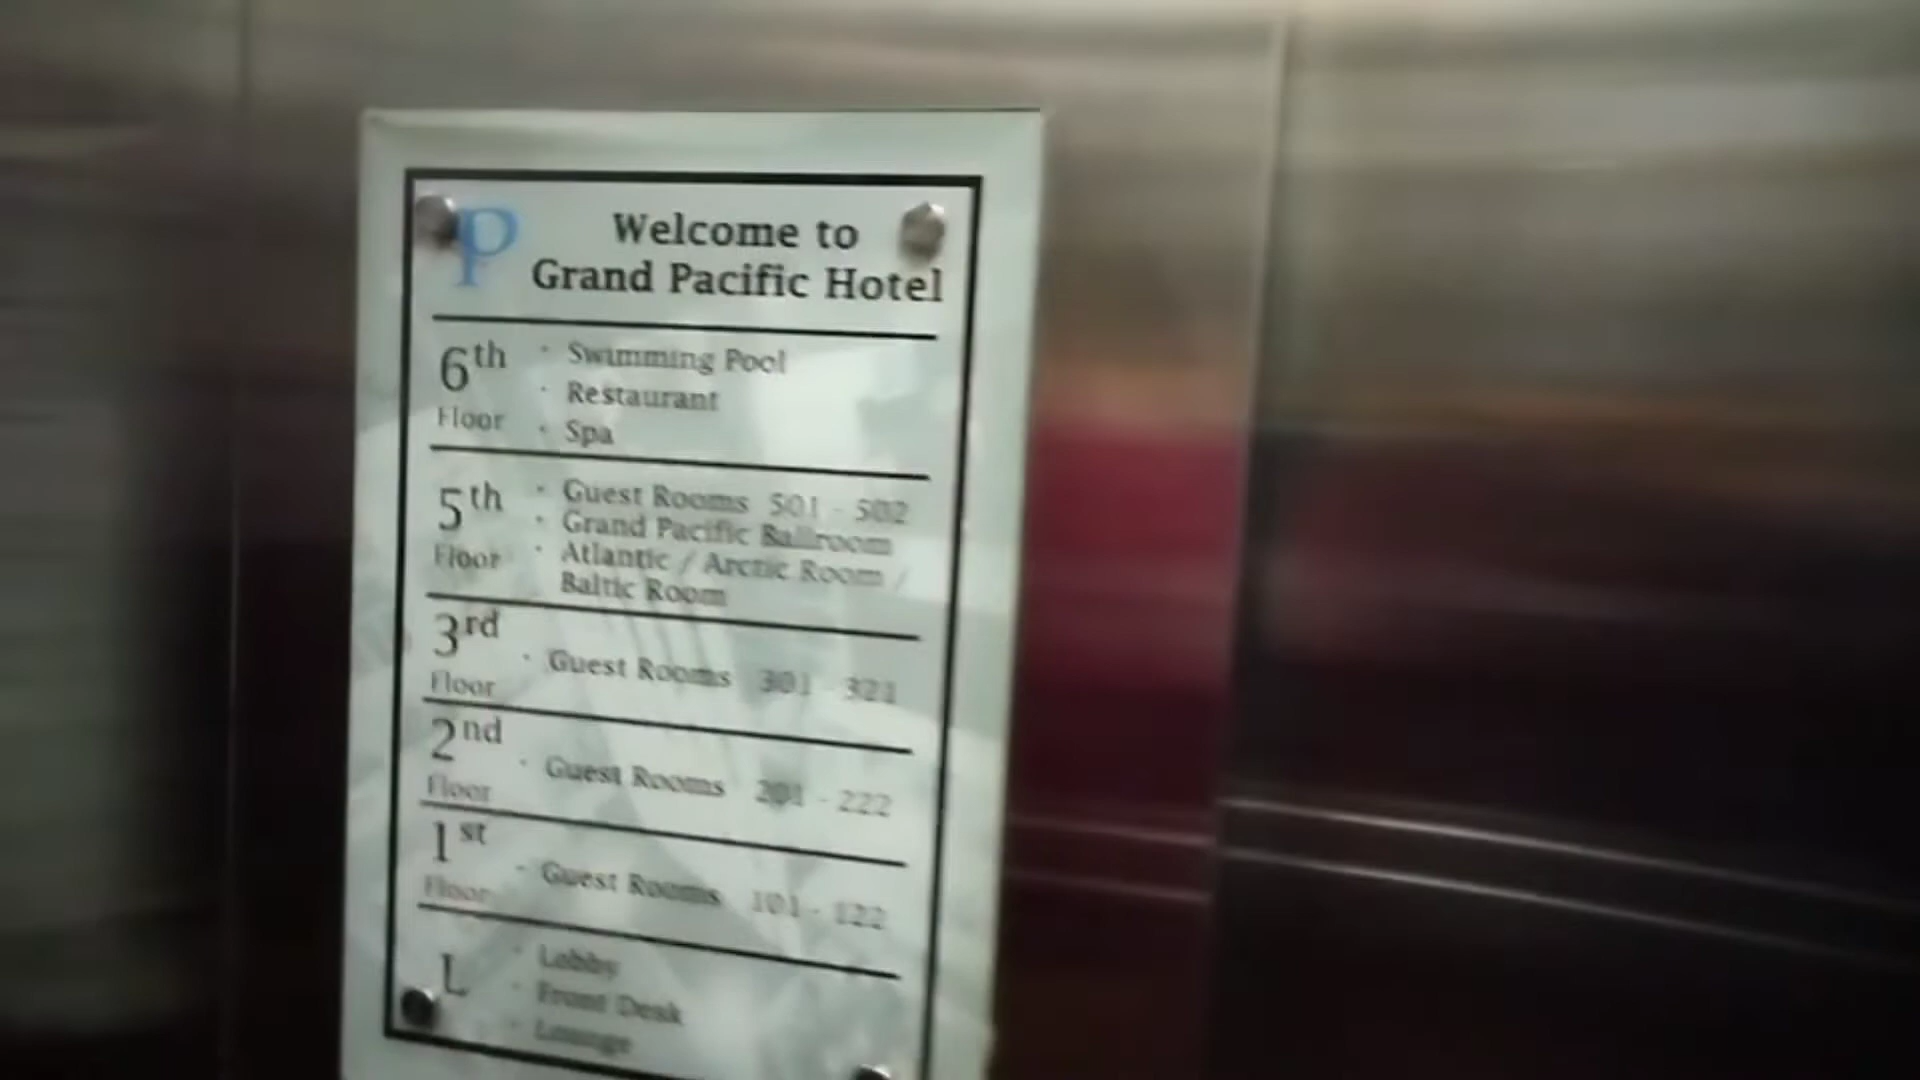 P
Welcome to
Grand Pacific Hotel
6th Floor
· Swimming Pool
· Restaurant
· Spa
5th Floor
· Guest Rooms 501 - 502
· Grand Pacific Ballroom
· Atlantic / Arctic Room /
Baltic Room
3rd Floor
· Guest Rooms 301 - 321
2nd Floor
· Guest Rooms 201 - 222
1st Floor
· Guest Rooms 101 - 122
L
· Lobby
· Front Desk
· Lounge